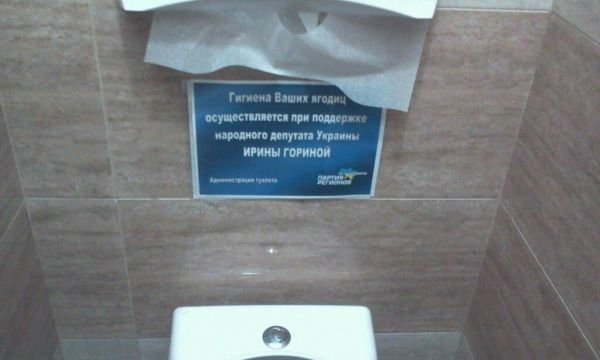 Гигиена Ваших ягодиц
осуществляется при поддержке
народного депутата Украины
ИРИНЫ ГОРИНОЙ
Администрация туалета
ПАРТИЯ
РЕГИОНОВ